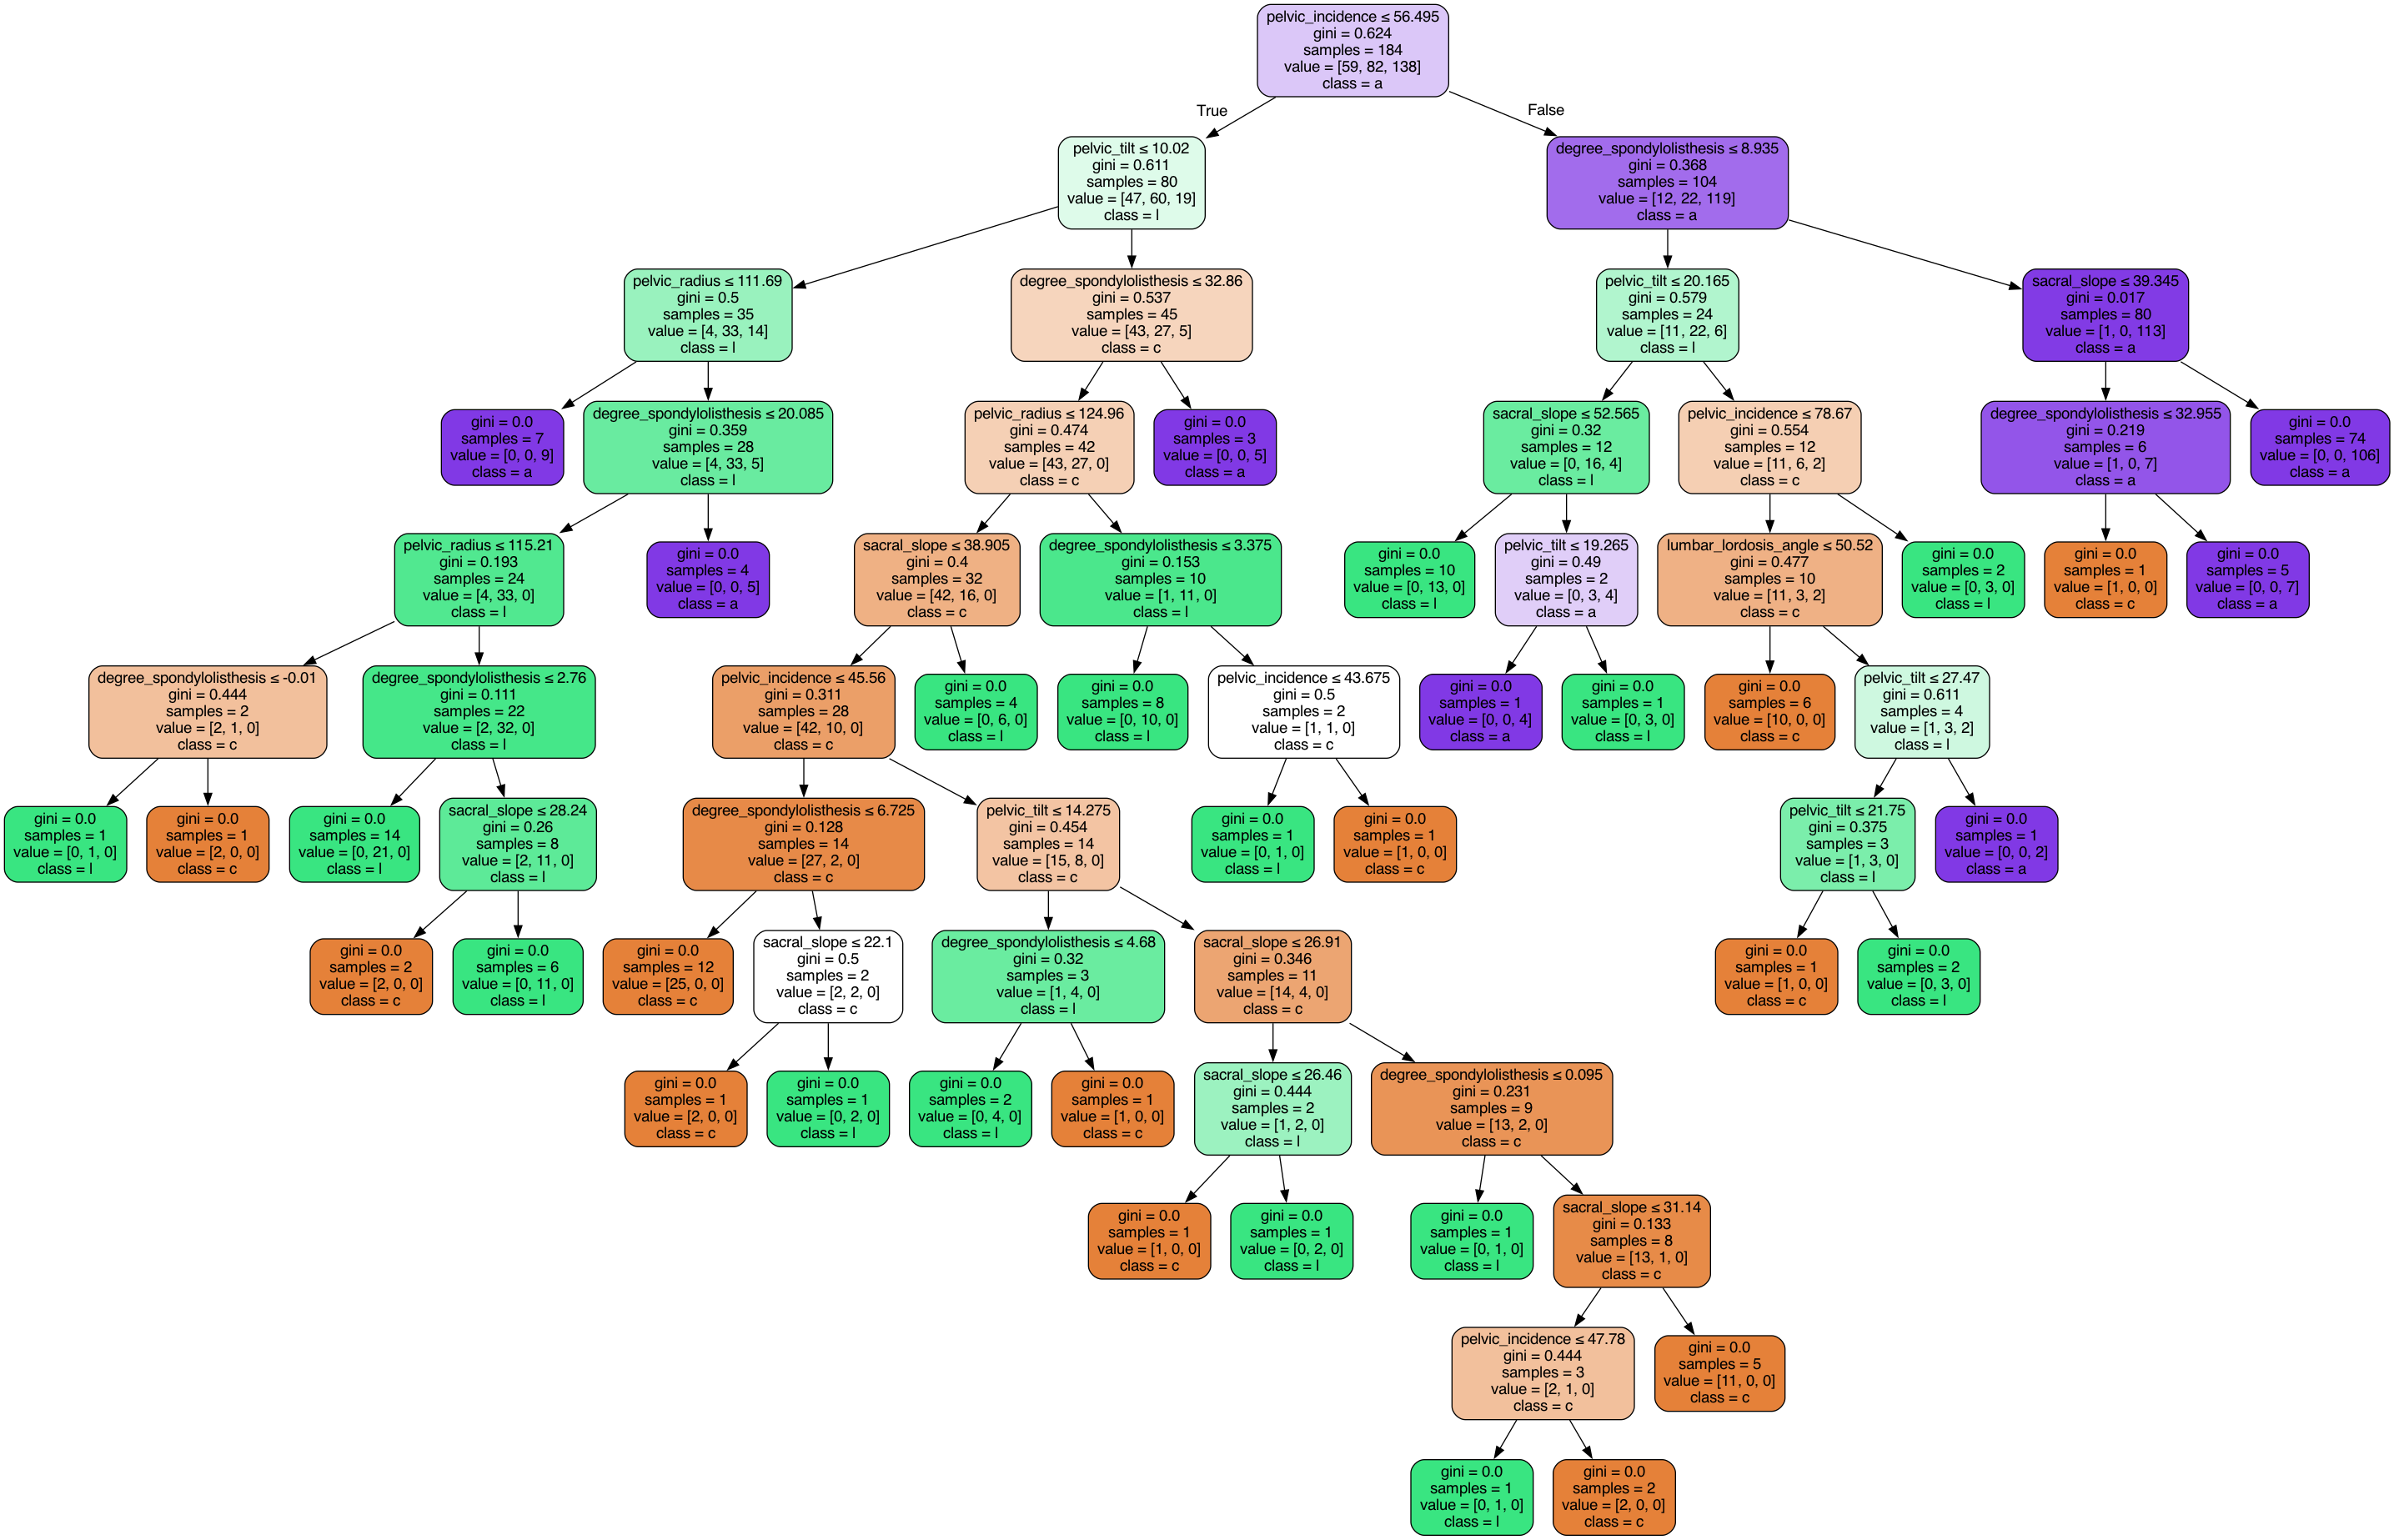 pelvic_incidence ≤ 56.495
gini = 0.624
samples = 184
value = [59, 82, 138]
class = a
True
False
pelvic_tilt ≤ 10.02
gini = 0.611
samples = 80
value = [47, 60, 19]
class = l
degree_spondylolisthesis ≤ 8.935
gini = 0.368
samples = 104
value = [12, 22, 119]
class = a
pelvic_radius ≤ 111.69
gini = 0.5
samples = 35
value = [4, 33, 14]
class = l
degree_spondylolisthesis ≤ 32.86
gini = 0.537
samples = 45
value = [43, 27, 5]
class = c
pelvic_tilt ≤ 20.165
gini = 0.579
samples = 24
value = [11, 22, 6]
class = l
sacral_slope ≤ 39.345
gini = 0.017
samples = 80
value = [1, 0, 113]
class = a
gini = 0.0
samples = 7
value = [0, 0, 9]
class = a
degree_spondylolisthesis ≤ 20.085
gini = 0.359
samples = 28
value = [4, 33, 5]
class = l
pelvic_radius ≤ 124.96
gini = 0.474
samples = 42
value = [43, 27, 0]
class = c
gini = 0.0
samples = 3
value = [0, 0, 5]
class = a
sacral_slope ≤ 52.565
gini = 0.32
samples = 12
value = [0, 16, 4]
class = l
pelvic_incidence ≤ 78.67
gini = 0.554
samples = 12
value = [11, 6, 2]
class = c
degree_spondylolisthesis ≤ 32.955
gini = 0.219
samples = 6
value = [1, 0, 7]
class = a
gini = 0.0
samples = 74
value = [0, 0, 106]
class = a
pelvic_radius ≤ 115.21
gini = 0.193
samples = 24
value = [4, 33, 0]
class = l
gini = 0.0
samples = 4
value = [0, 0, 5]
class = a
sacral_slope ≤ 38.905
gini = 0.4
samples = 32
value = [42, 16, 0]
class = c
degree_spondylolisthesis ≤ 3.375
gini = 0.153
samples = 10
value = [1, 11, 0]
class = l
gini = 0.0
samples = 10
value = [0, 13, 0]
class = l
pelvic_tilt ≤ 19.265
gini = 0.49
samples = 2
value = [0, 3, 4]
class = a
lumbar_lordosis_angle ≤ 50.52
gini = 0.477
samples = 10
value = [11, 3, 2]
class = c
gini = 0.0
samples = 2
value = [0, 3, 0]
class = l
gini = 0.0
samples = 1
value = [1, 0, 0]
class = c
gini = 0.0
samples = 5
value = [0, 0, 7]
class = a
degree_spondylolisthesis ≤ -0.01
gini = 0.444
samples = 2
value = [2, 1, 0]
class = c
degree_spondylolisthesis ≤ 2.76
gini = 0.111
samples = 22
value = [2, 32, 0]
class = l
pelvic_incidence ≤ 45.56
gini = 0.311
samples = 28
value = [42, 10, 0]
class = c
gini = 0.0
samples = 4
value = [0, 6, 0]
class = l
gini = 0.0
samples = 8
value = [0, 10, 0]
class = l
pelvic_incidence ≤ 43.675
gini = 0.5
samples = 2
value = [1, 1, 0]
class = c
gini = 0.0
samples = 1
value = [0, 0, 4]
class = a
gini = 0.0
samples = 1
value = [0, 3, 0]
class = l
gini = 0.0
samples = 6
value = [10, 0, 0]
class = c
pelvic_tilt ≤ 27.47
gini = 0.611
samples = 4
value = [1, 3, 2]
class = l
gini = 0.0
samples = 1
value = [0, 1, 0]
class = l
gini = 0.0
samples = 1
value = [2, 0, 0]
class = c
gini = 0.0
samples = 14
value = [0, 21, 0]
class = l
sacral_slope ≤ 28.24
gini = 0.26
samples = 8
value = [2, 11, 0]
class = l
degree_spondylolisthesis ≤ 6.725
gini = 0.128
samples = 14
value = [27, 2, 0]
class = c
pelvic_tilt ≤ 14.275
gini = 0.454
samples = 14
value = [15, 8, 0]
class = c
gini = 0.0
samples = 1
value = [0, 1, 0]
class = l
gini = 0.0
samples = 1
value = [1, 0, 0]
class = c
pelvic_tilt ≤ 21.75
gini = 0.375
samples = 3
value = [1, 3, 0]
class = l
gini = 0.0
samples = 1
value = [0, 0, 2]
class = a
gini = 0.0
samples = 2
value = [2, 0, 0]
class = c
gini = 0.0
samples = 6
value = [0, 11, 0]
class = l
gini = 0.0
samples = 12
value = [25, 0, 0]
class = c
sacral_slope ≤ 22.1
gini = 0.5
samples = 2
value = [2, 2, 0]
class = c
degree_spondylolisthesis ≤ 4.68
gini = 0.32
samples = 3
value = [1, 4, 0]
class = l
sacral_slope ≤ 26.91
gini = 0.346
samples = 11
value = [14, 4, 0]
class = c
gini = 0.0
samples = 1
value = [1, 0, 0]
class = c
gini = 0.0
samples = 2
value = [0, 3, 0]
class = l
gini = 0.0
samples = 1
value = [2, 0, 0]
class = c
gini = 0.0
samples = 1
value = [0, 2, 0]
class = l
gini = 0.0
samples = 2
value = [0, 4, 0]
class = l
gini = 0.0
samples = 1
value = [1, 0, 0]
class = c
sacral_slope ≤ 26.46
gini = 0.444
samples = 2
value = [1, 2, 0]
class = l
degree_spondylolisthesis ≤ 0.095
gini = 0.231
samples = 9
value = [13, 2, 0]
class = c
gini = 0.0
samples = 1
value = [1, 0, 0]
class = c
gini = 0.0
samples = 1
value = [0, 2, 0]
class = l
gini = 0.0
samples = 1
value = [0, 1, 0]
class = l
sacral_slope ≤ 31.14
gini = 0.133
samples = 8
value = [13, 1, 0]
class = c
pelvic_incidence ≤ 47.78
gini = 0.444
samples = 3
value = [2, 1, 0]
class = c
gini = 0.0
samples = 5
value = [11, 0, 0]
class = c
gini = 0.0
samples = 1
value = [0, 1, 0]
class = l
gini = 0.0
samples = 2
value = [2, 0, 0]
class = c